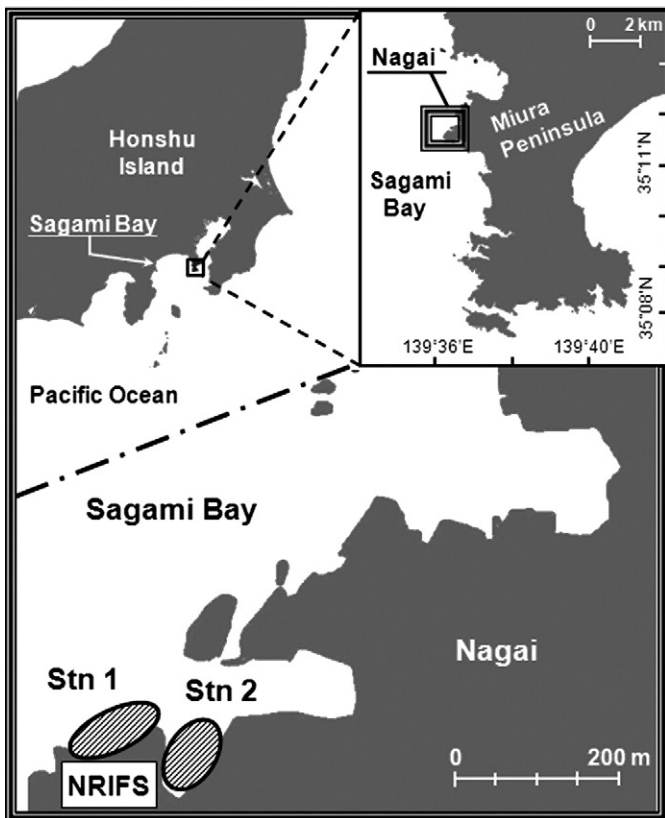 Honshu
Island
Sagami Bay
Pacific Ocean
0 2 km
Nagai
Miura
Peninsula
Sagami
Bay
35°11'N
35°08'N
139°36'E 139°40'E
Sagami Bay
Nagai
Stn 1
Stn 2
NRIFS
0 200 m